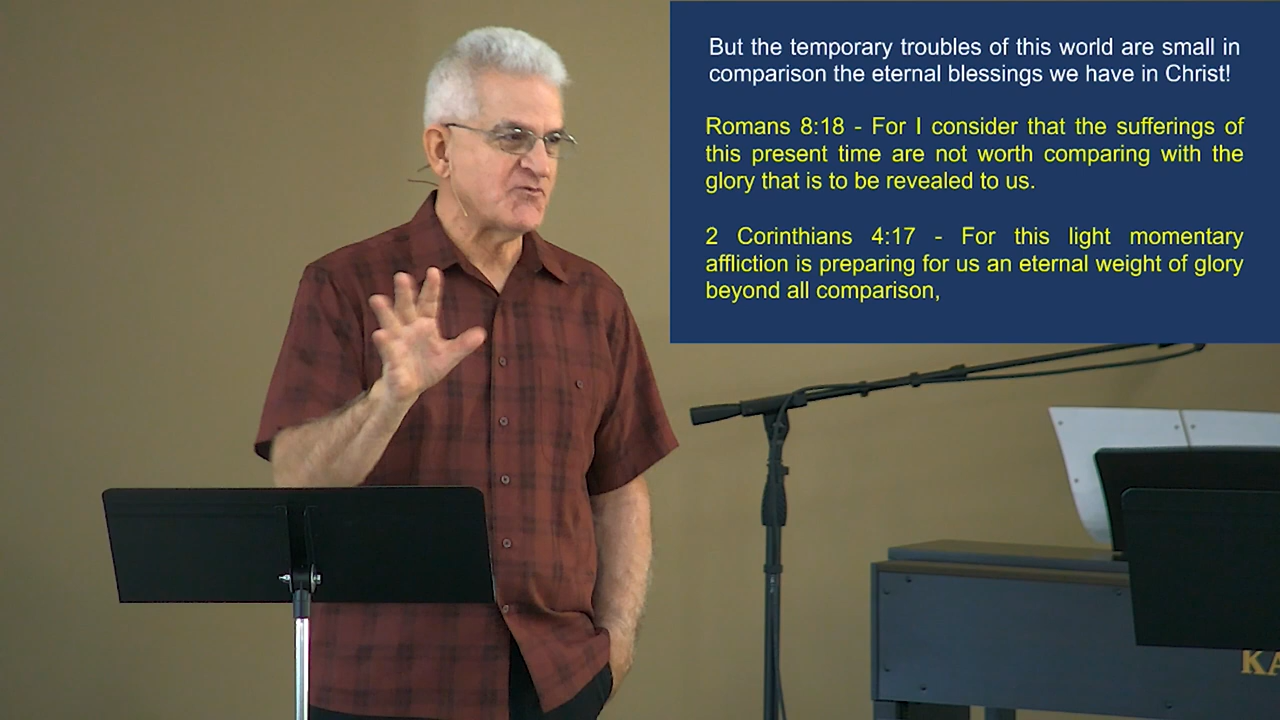 But the temporary troubles of this world are small in
comparison the eternal blessings we have in Christ!
Romans 8:18 - For I consider that the sufferings of
this present time are not worth comparing with the
glory that is to be revealed to us.
2 Corinthians 4:17 - For this light momentary
affliction is preparing for us an eternal weight of glory
beyond all comparison,
KA